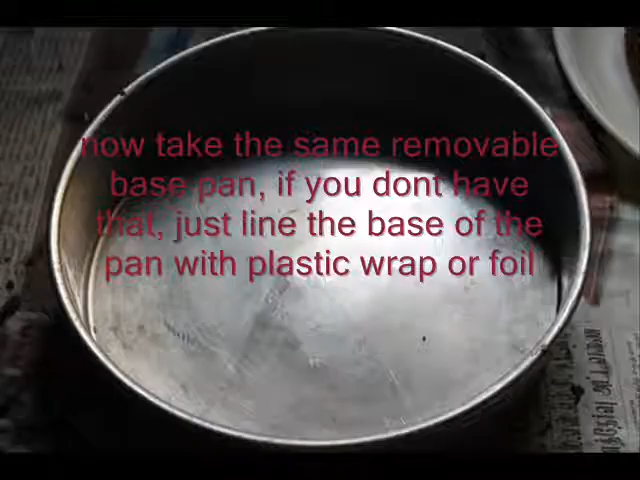 now take the same removable
base pan, if you dont have
that, just line the base of the
pan with plastic wrap or foil